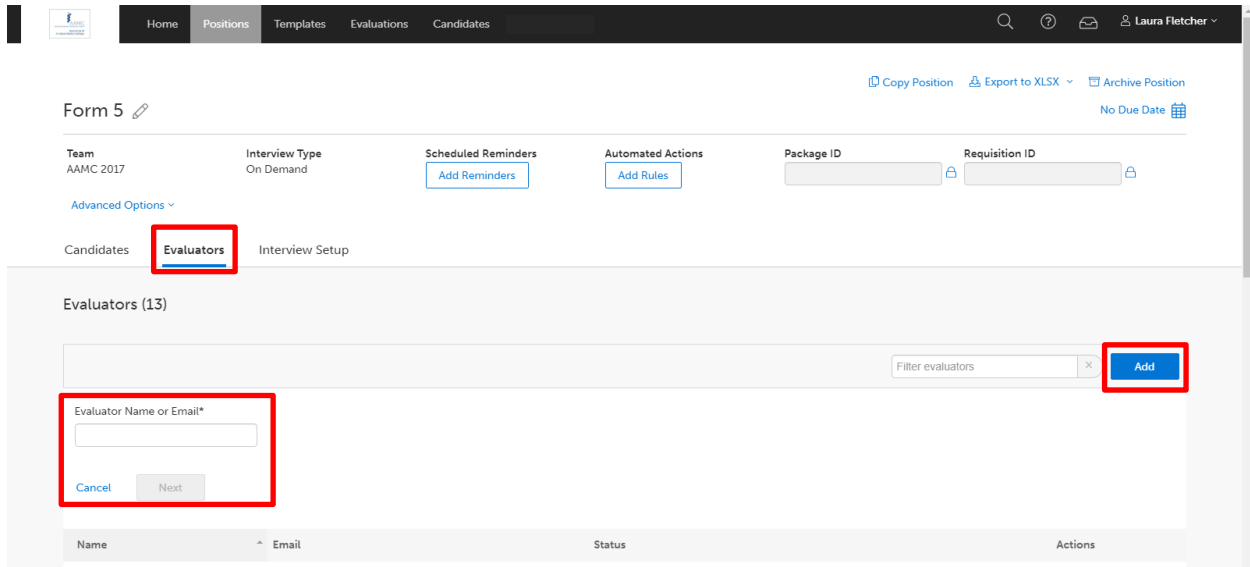 AAMC
Home Positions Templates Evaluations Candidates Laura Fletcher
Copy Position Export to XLSX Archive Position
Form 5 No Due Date
Team Interview Type Scheduled Reminders Automated Actions Package ID Requisition ID
AAMC 2017 On Demand Add Reminders Add Rules
Advanced Options
Candidates Evaluators Interview Setup
Evaluators (13)
Filter evaluators × Add
Evaluator Name or Email*
Cancel Next
Name Email Status Actions